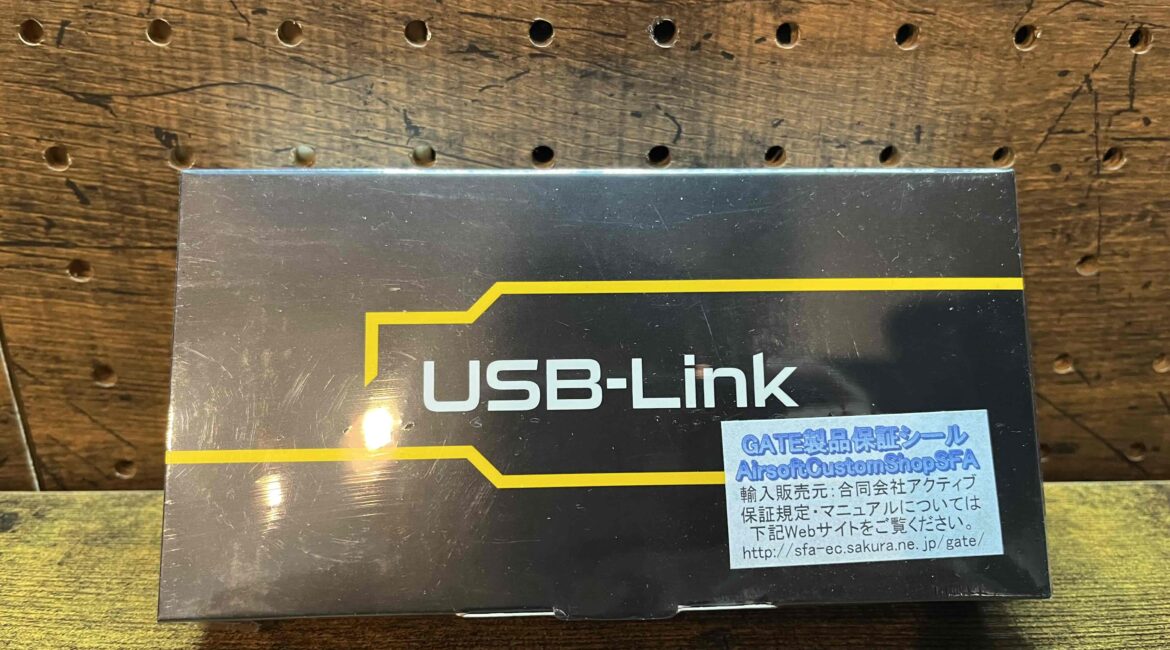 USB-Link
GATE製品保証シール
AirsoftCustomShopSFA
輸入販売元:合同会社アクティブ
保証規定・マニュアルについては
下記Webサイトをご覧ください。
http://sfa-ec.sakura.ne.jp/gate/